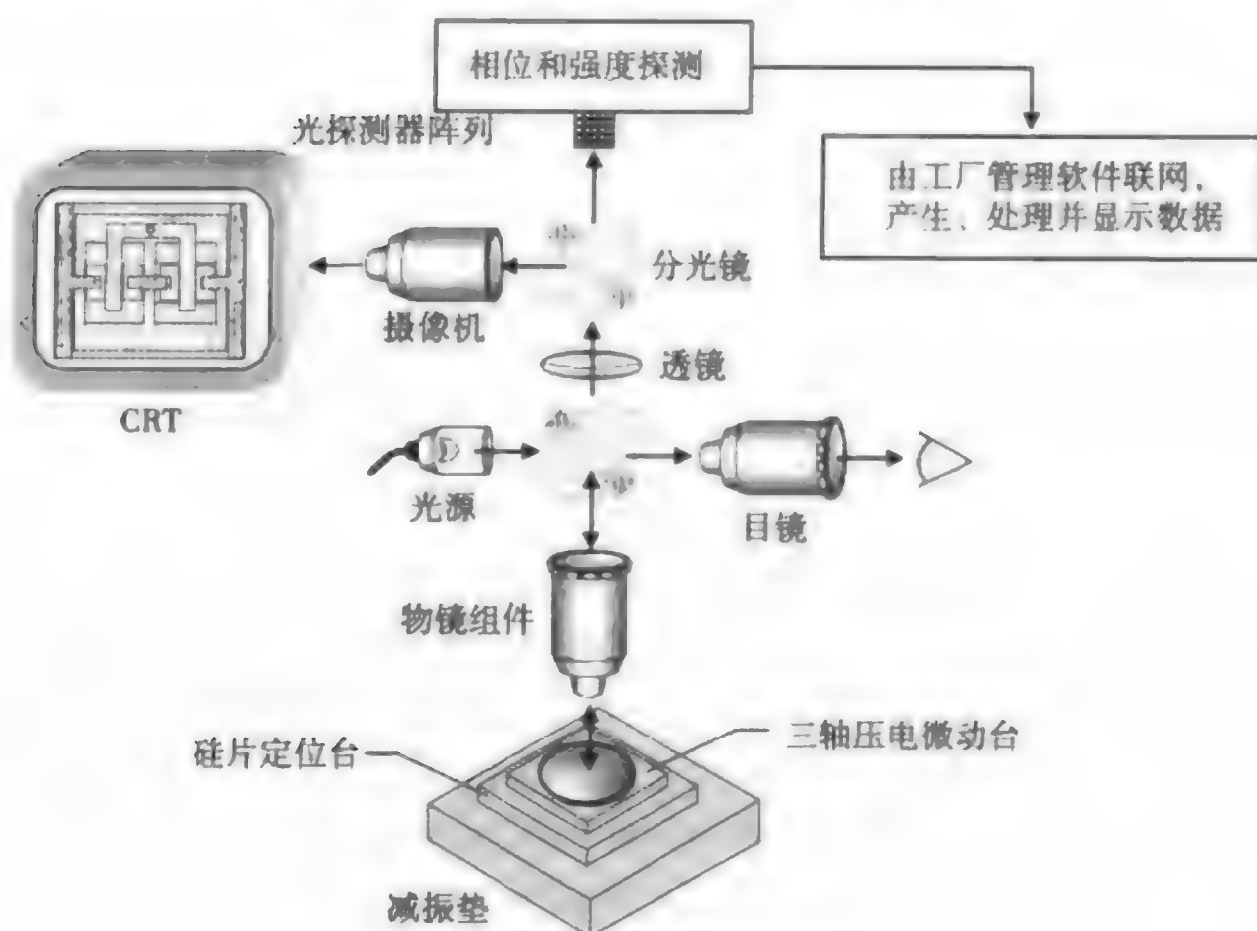 相位和强度探测
光探测器阵列
由工厂管理软件联网，
产生、处理并显示数据
分光镜
摄像机
透镜
CRT
光源
目镜
物镜组件
硅片定位台
三轴压电微动台
减振垫